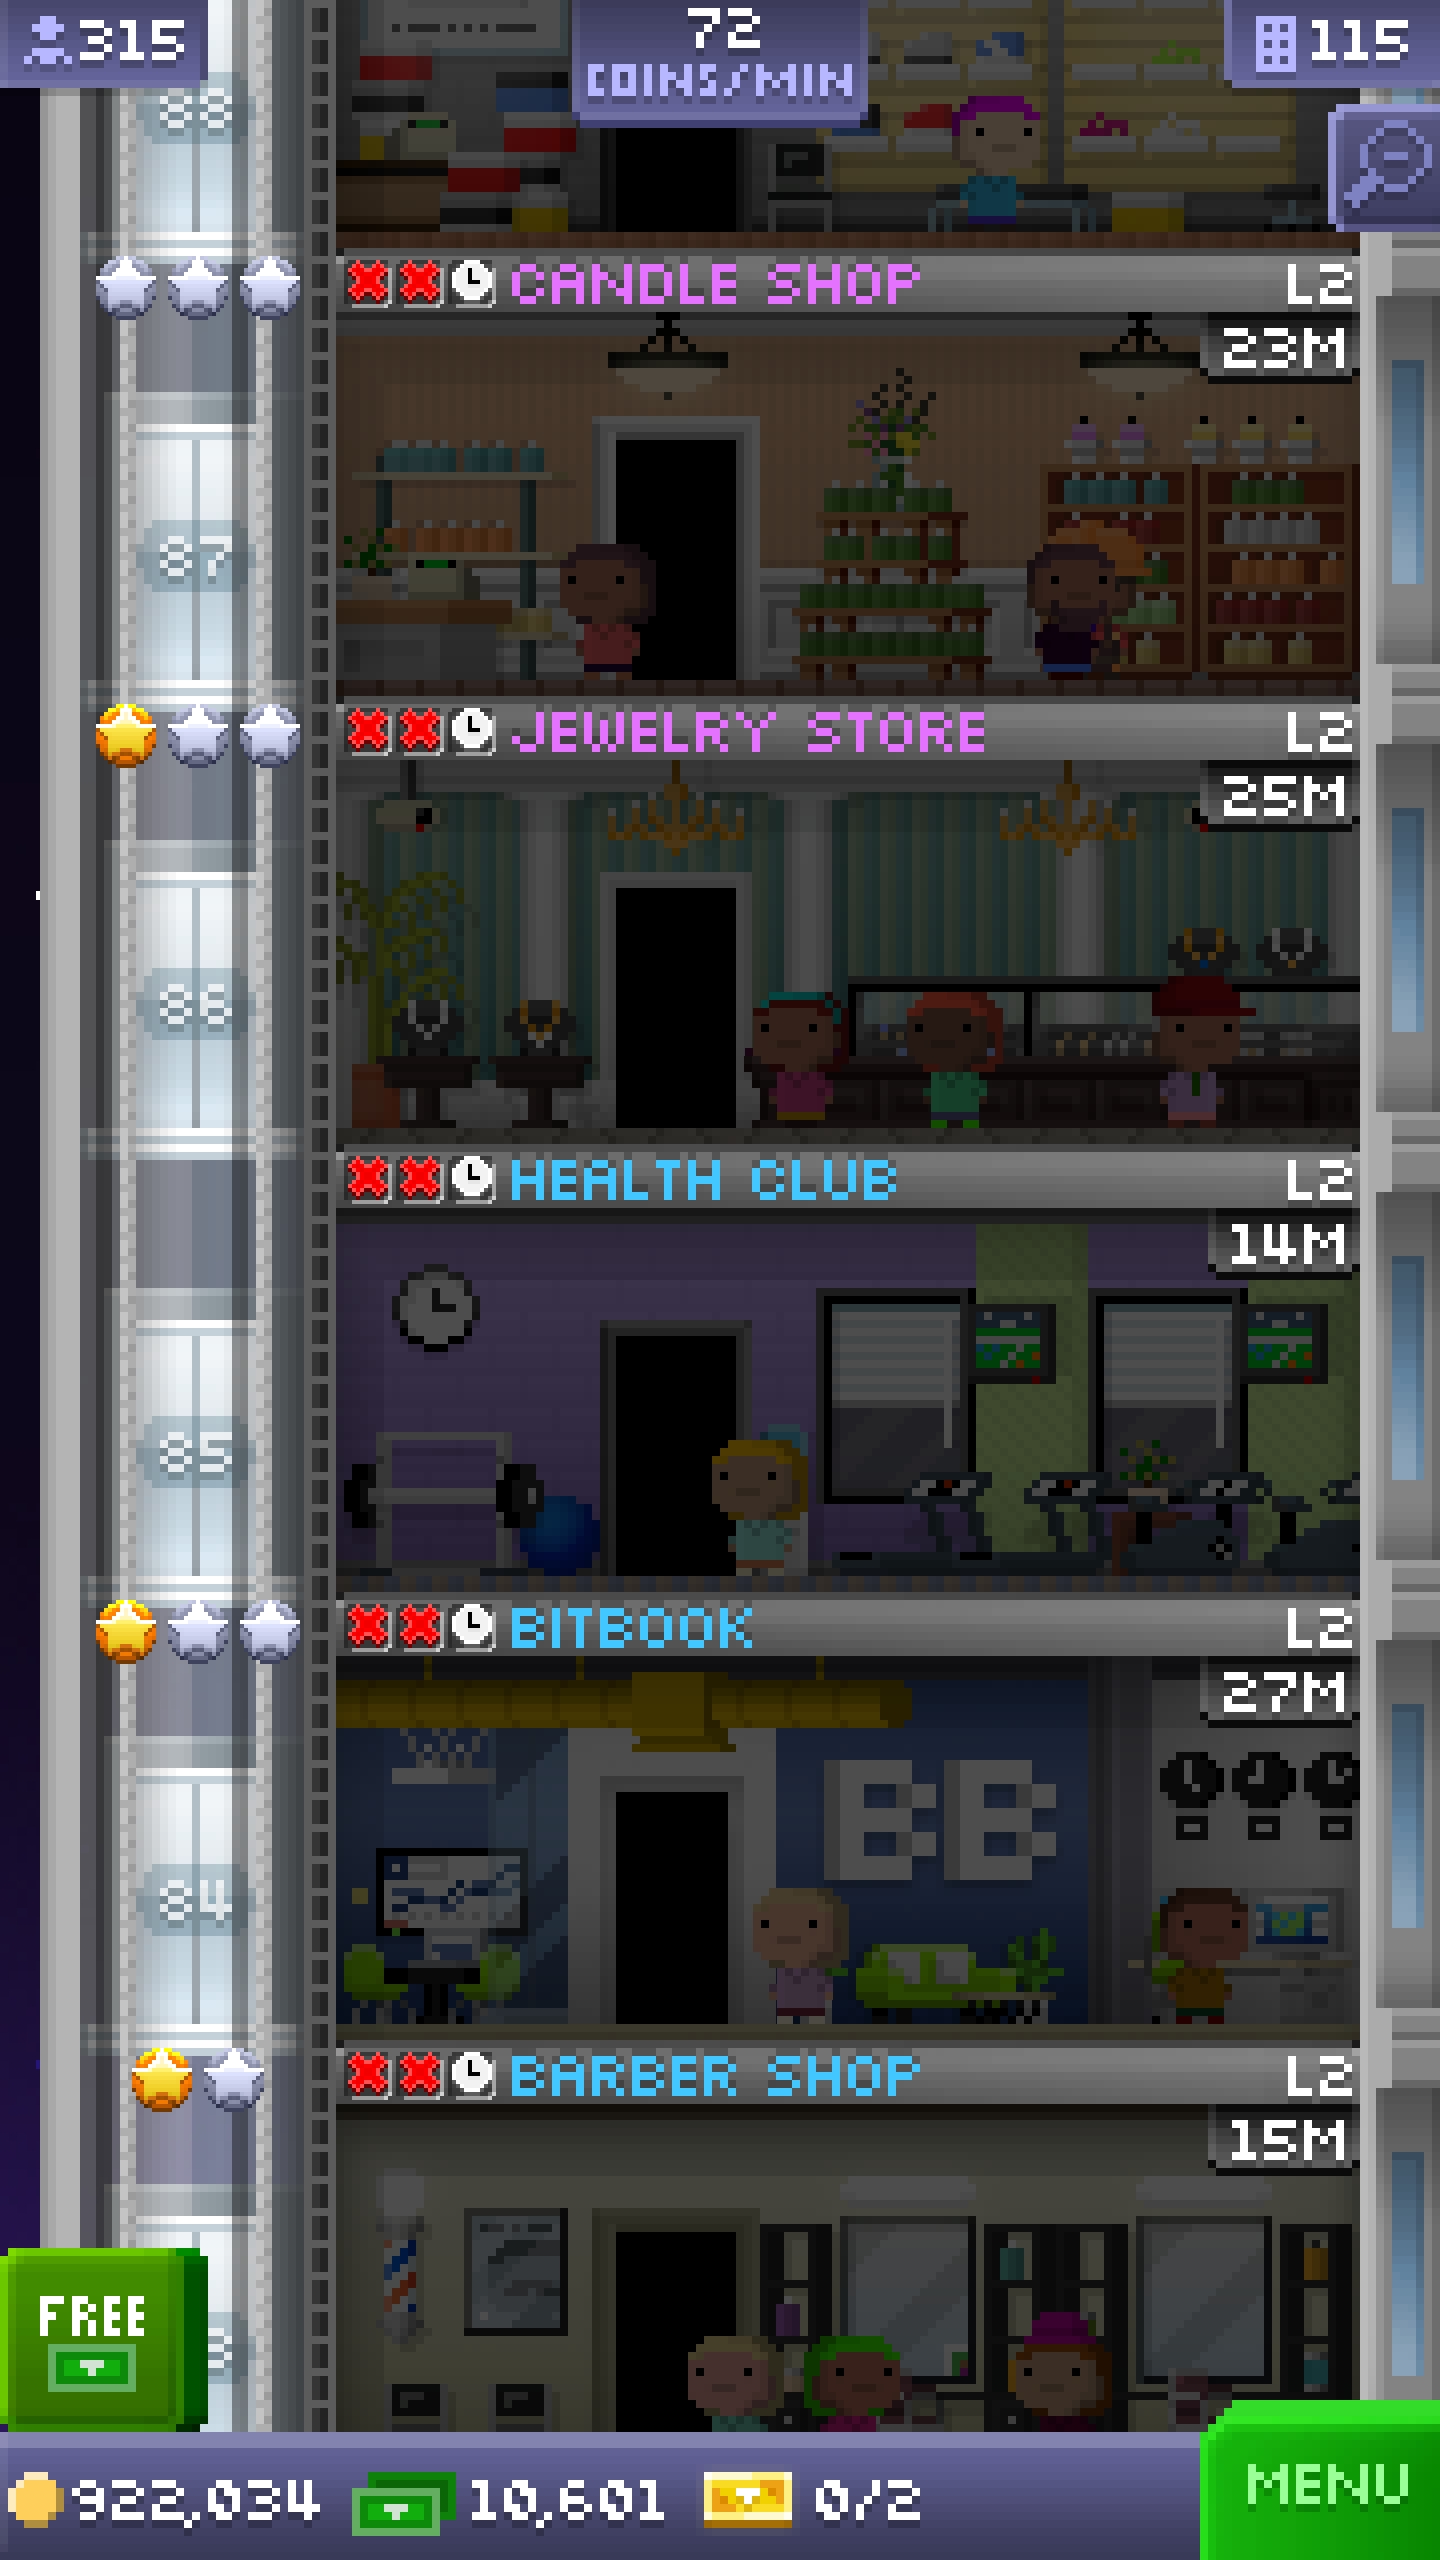 315
72
COINS/MIN
115
88
CANDLE SHOP L2
23M
87
JEWELRY STORE L2
25M
86
HEALTH CLUB L2
14M
85
BITBOOK L2
27M
BB
84
BARBER SHOP L2
15M
FREE
3
922,034 10,601 0/2
MENU